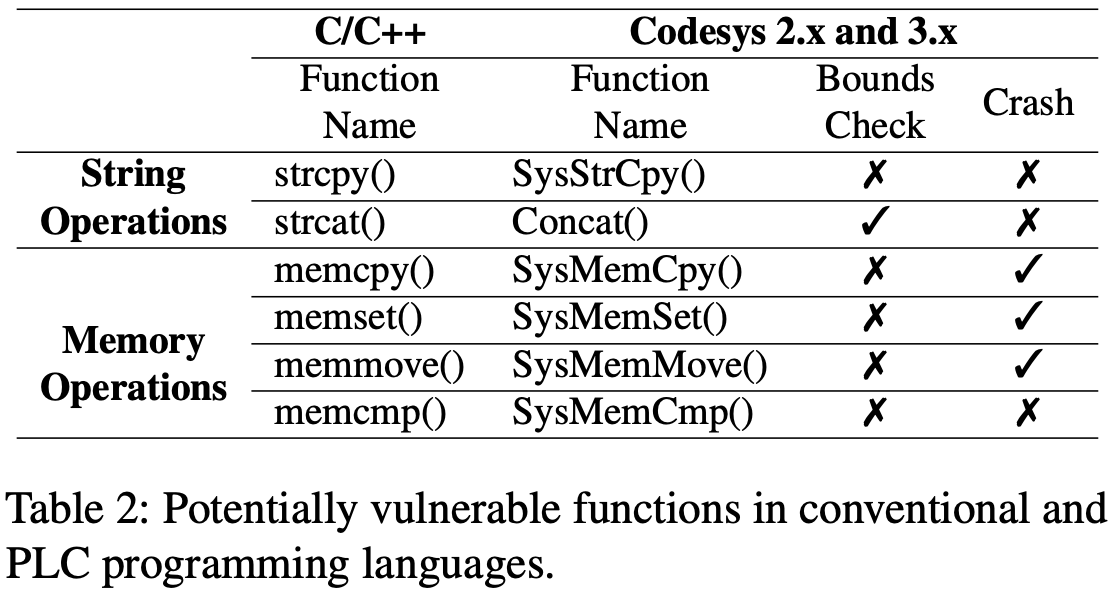 C/C++ Codesys 2.x and 3.x
Function Name Function Name Bounds Check Crash
String Operations
strcpy() SysStrCpy() ✗ ✗
strcat() Concat() ✓ ✗
Memory Operations
memcpy() SysMemCpy() ✗ ✓
memset() SysMemSet() ✗ ✓
memmove() SysMemMove() ✗ ✓
memcmp() SysMemCmp() ✗ ✗
Table 2: Potentially vulnerable functions in conventional and
PLC programming languages.